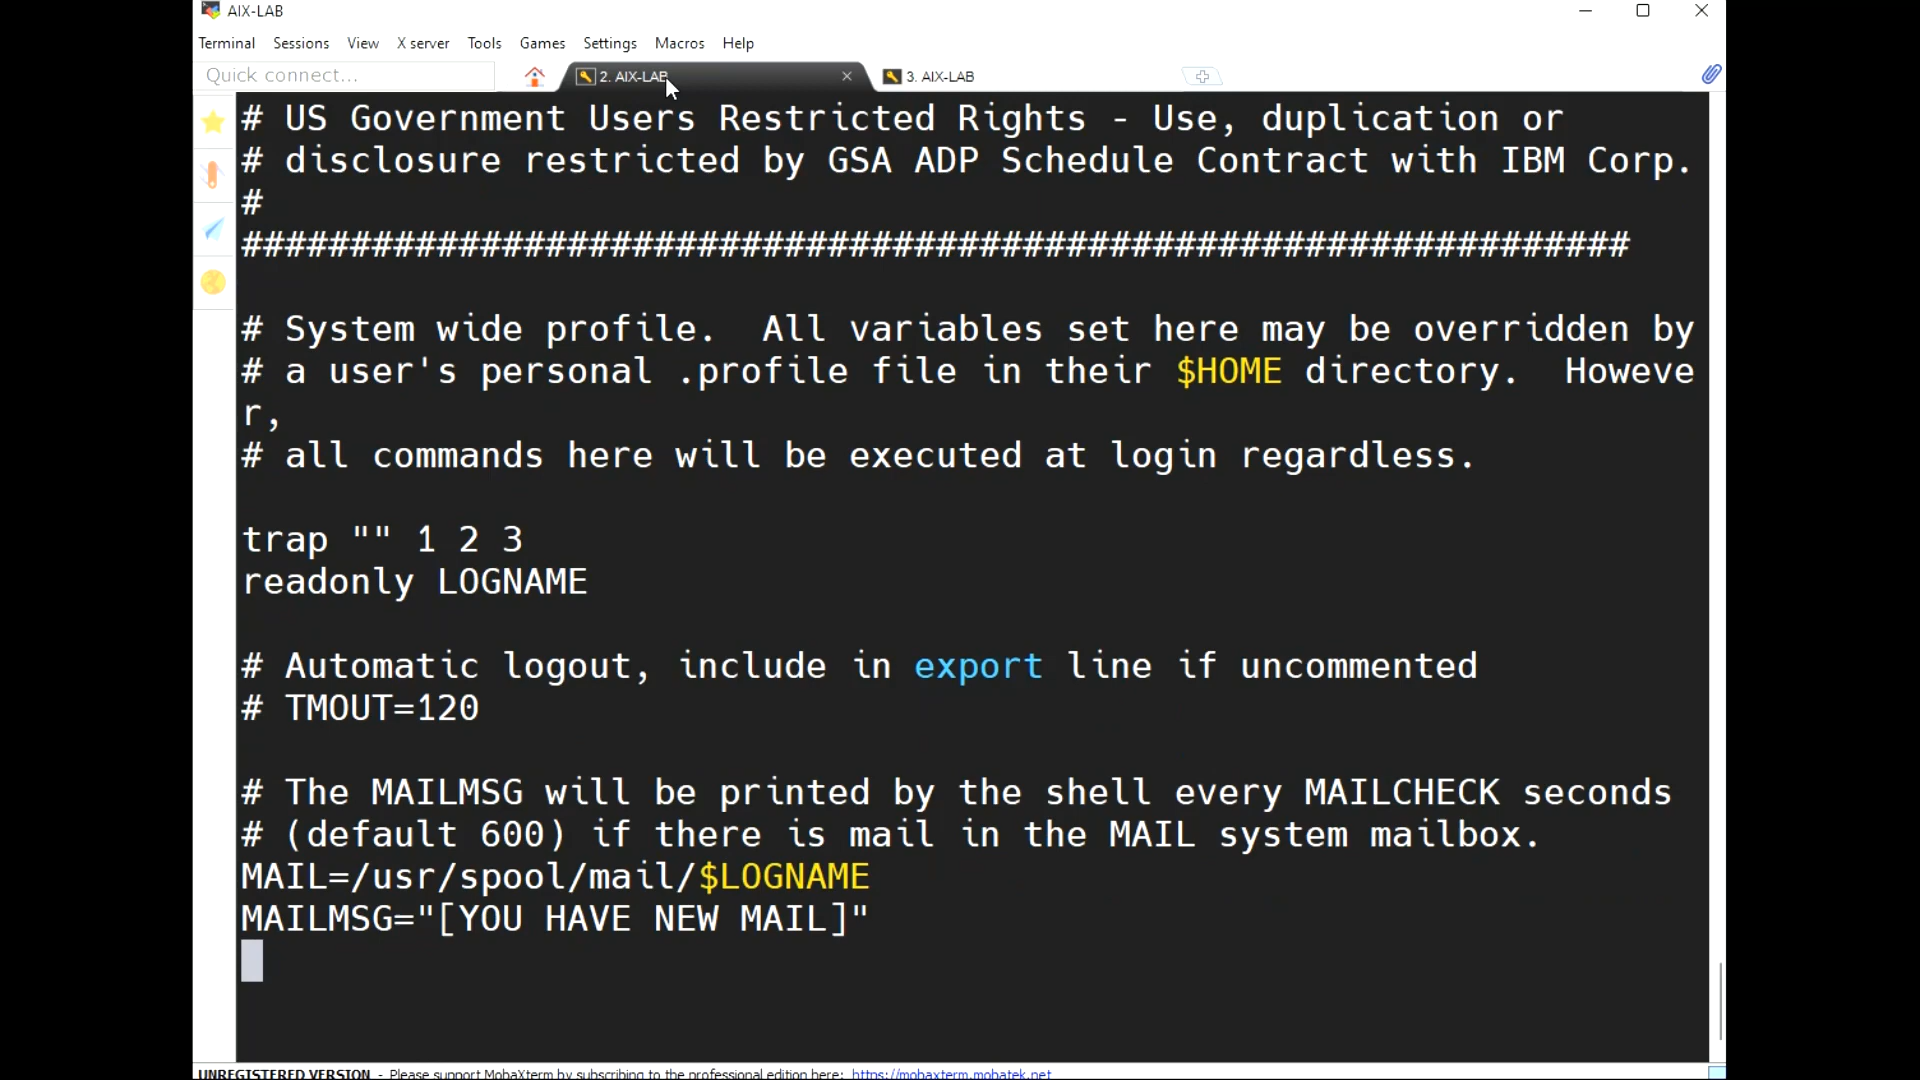 AIX-LAB
Terminal Sessions View X server Tools Games Settings Macros Help
Quick connect... 2. AIX-LAB 3. AIX-LAB
# US Government Users Restricted Rights - Use, duplication or
# disclosure restricted by GSA ADP Schedule Contract with IBM Corp.
#
################################################################
# System wide profile.  All variables set here may be overridden by
# a user's personal .profile file in their $HOME directory.  Howeve
r,
# all commands here will be executed at login regardless.
trap "" 1 2 3
readonly LOGNAME
# Automatic logout, include in export line if uncommented
# TMOUT=120
# The MAILMSG will be printed by the shell every MAILCHECK seconds
# (default 600) if there is mail in the MAIL system mailbox.
MAIL=/usr/spool/mail/$LOGNAME
MAILMSG="[YOU HAVE NEW MAIL]"
UNREGISTERED VERSION - Please support MobaXterm by subscribing to the professional edition here: https://mobaxterm.mobatek.net